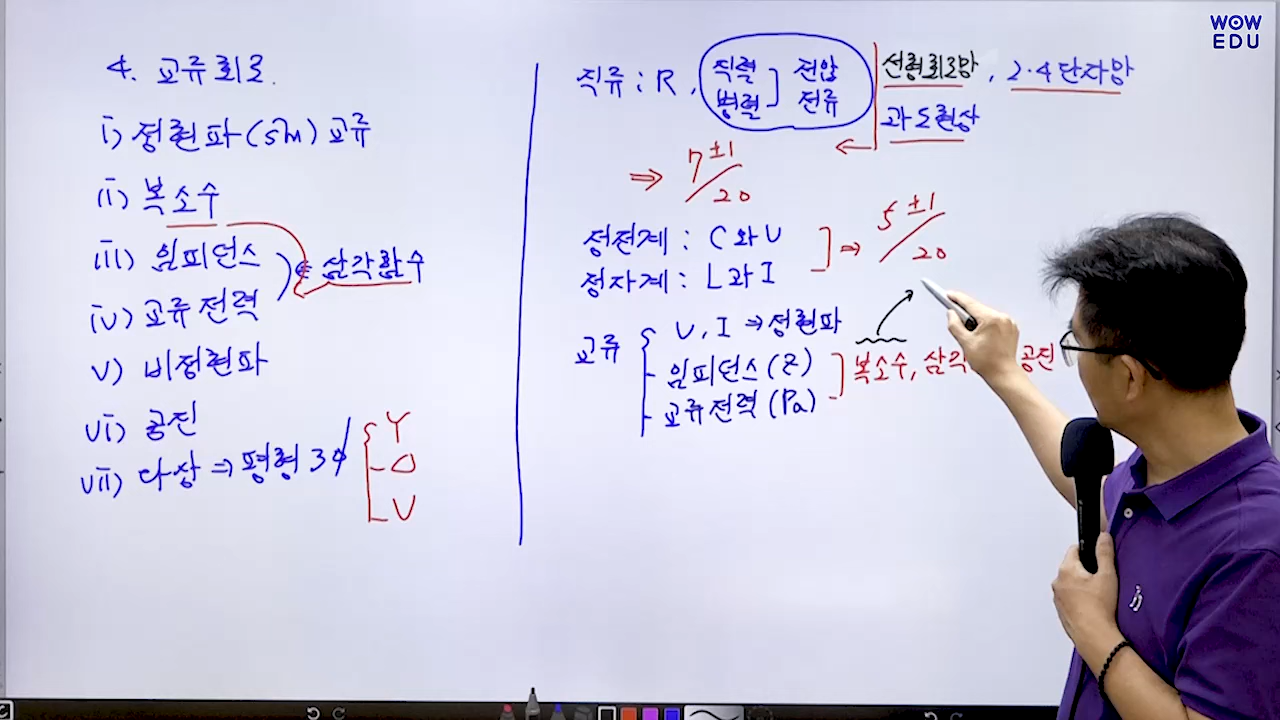 WOW
EDU
4. 교류회로.
i) 정현파 (sin) 교류
ii) 복소수
iii) 임피던스
iv) 교류전력
⇐ 삼각함수
v) 비정현파
vi) 공진
vii) 다상 ⇒ 평형 3φ
Y
△
V
직류 : R,
직렬
병렬
전압
전류
선형회로망, 2·4단자망
과도현상
⇒ 7±1/20
정전계 : C와 V
정자계 : L과 I
⇒ 5±1/20
교류
V, I ⇒ 정현파
임피던스(Z)
교류전력(Pa)
복소수, 삼각
공진